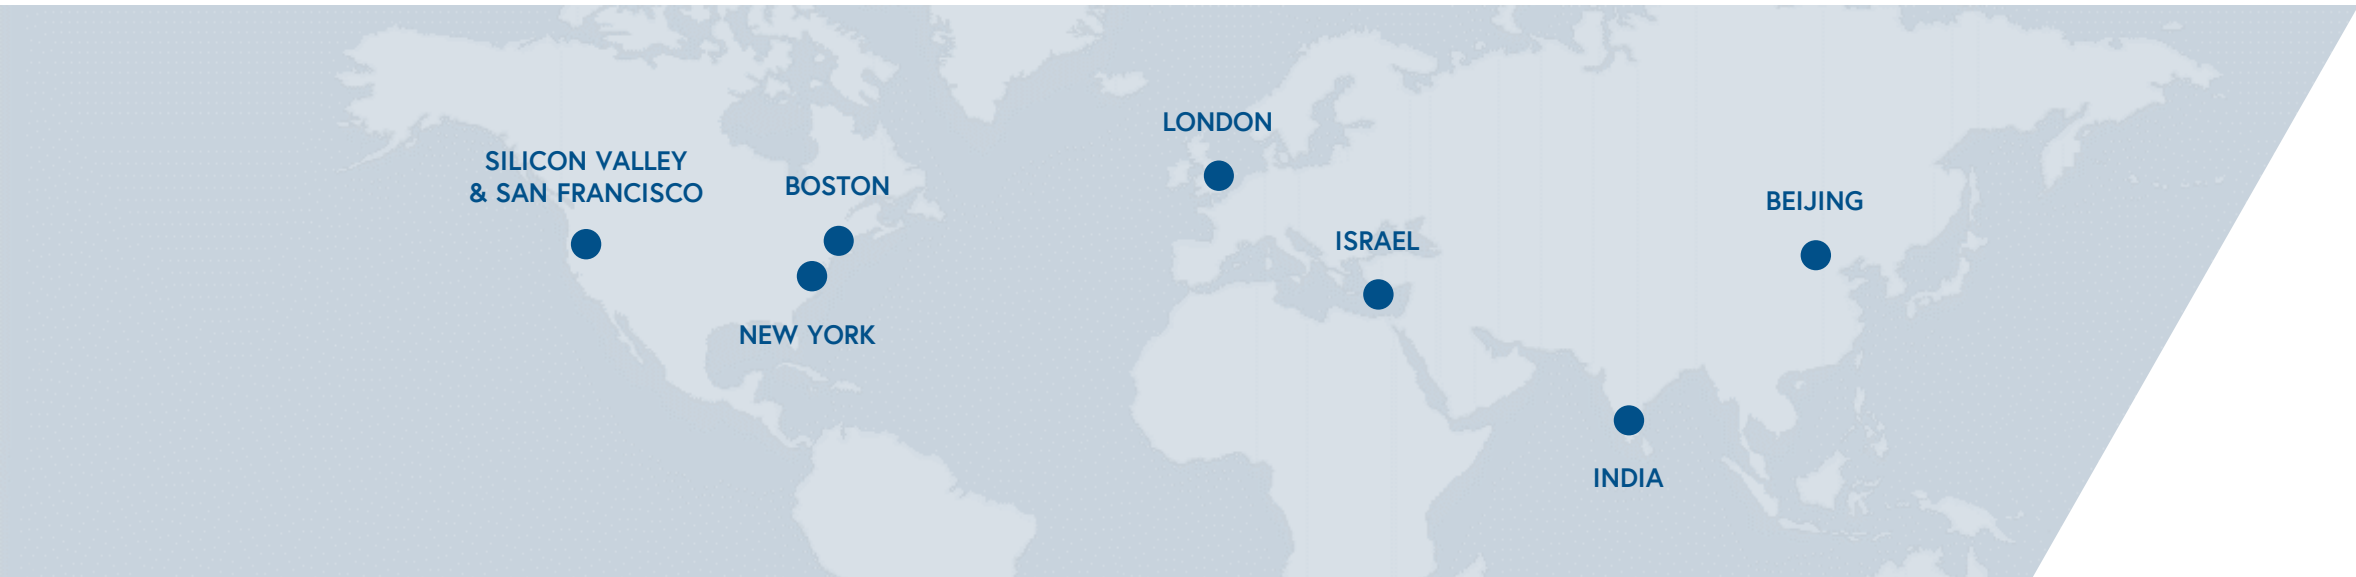 LONDON
SILICON VALLEY
& SAN FRANCISCO
BOSTON
BEIJING
ISRAEL
NEW YORK
INDIA